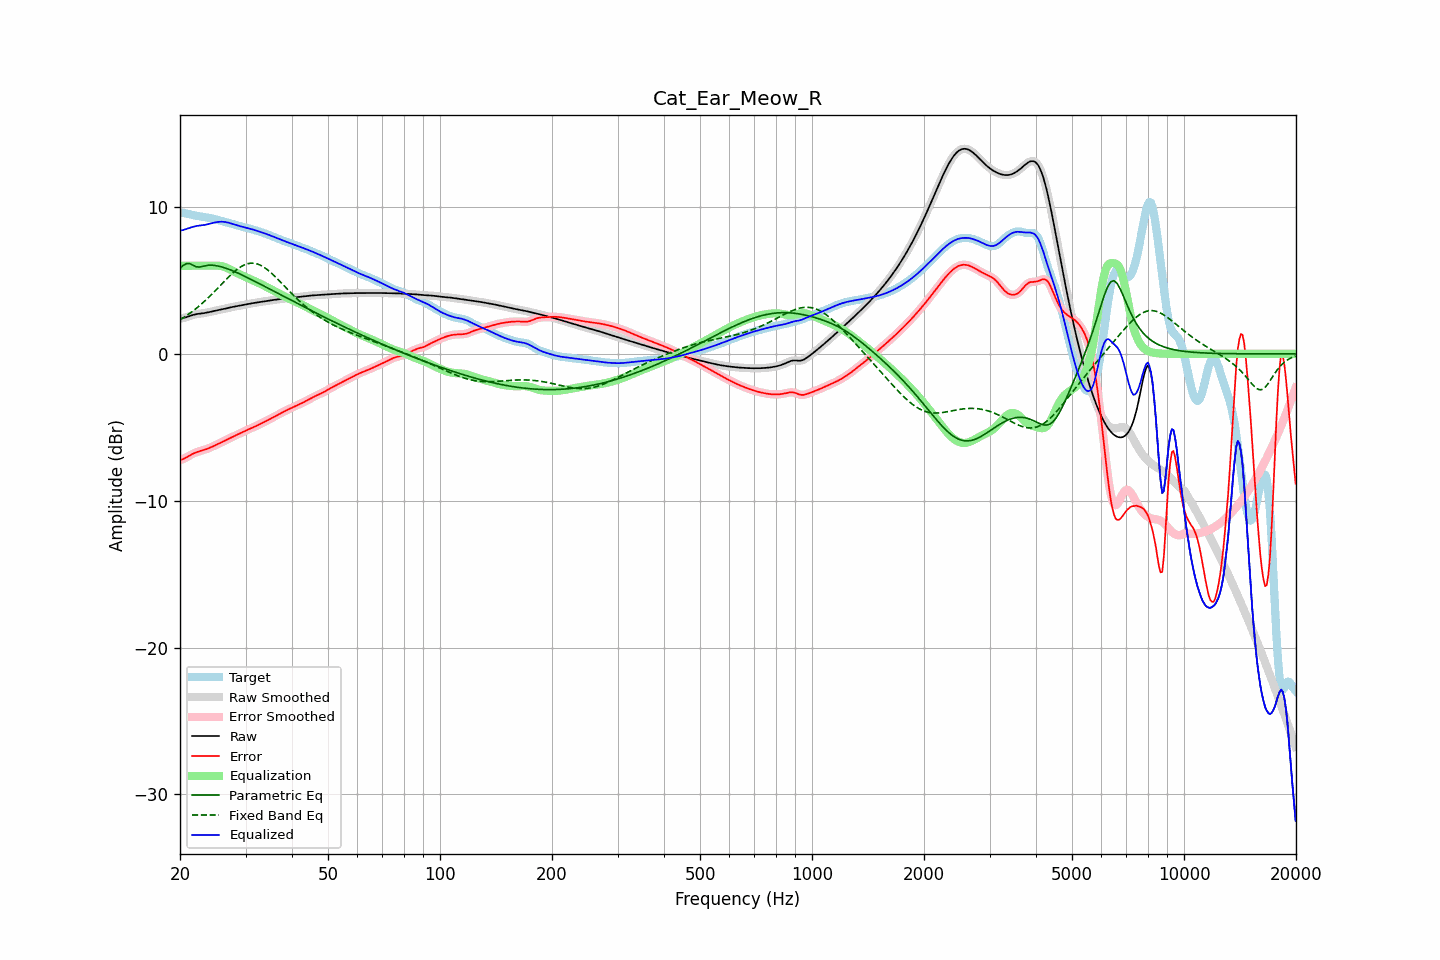 Cat_Ear_Meow_R
Amplitude (dBr)
10
0
−10
−20
−30
Target
Raw Smoothed
Error Smoothed
Raw
Error
Equalization
Parametric Eq
Fixed Band Eq
Equalized
20 50 100 200 500 1000 2000 5000 10000 20000
Frequency (Hz)